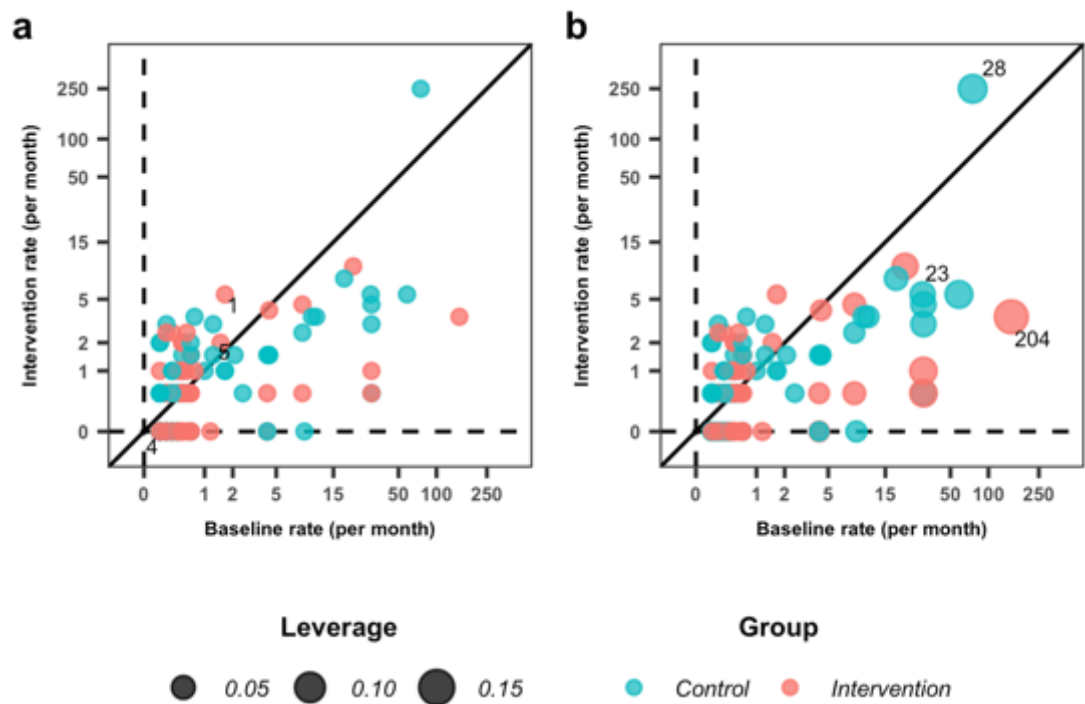 a
b
250
100
50
15
5
2
1
0
Intervention rate (per month)
1
5
4
0 1 2 5 15 50 100 250
Baseline rate (per month)
250
100
50
15
5
2
1
0
Intervention rate (per month)
28
23
204
0 1 2 5 15 50 100 250
Baseline rate (per month)
Leverage
0.05 0.10 0.15
Group
Control Intervention